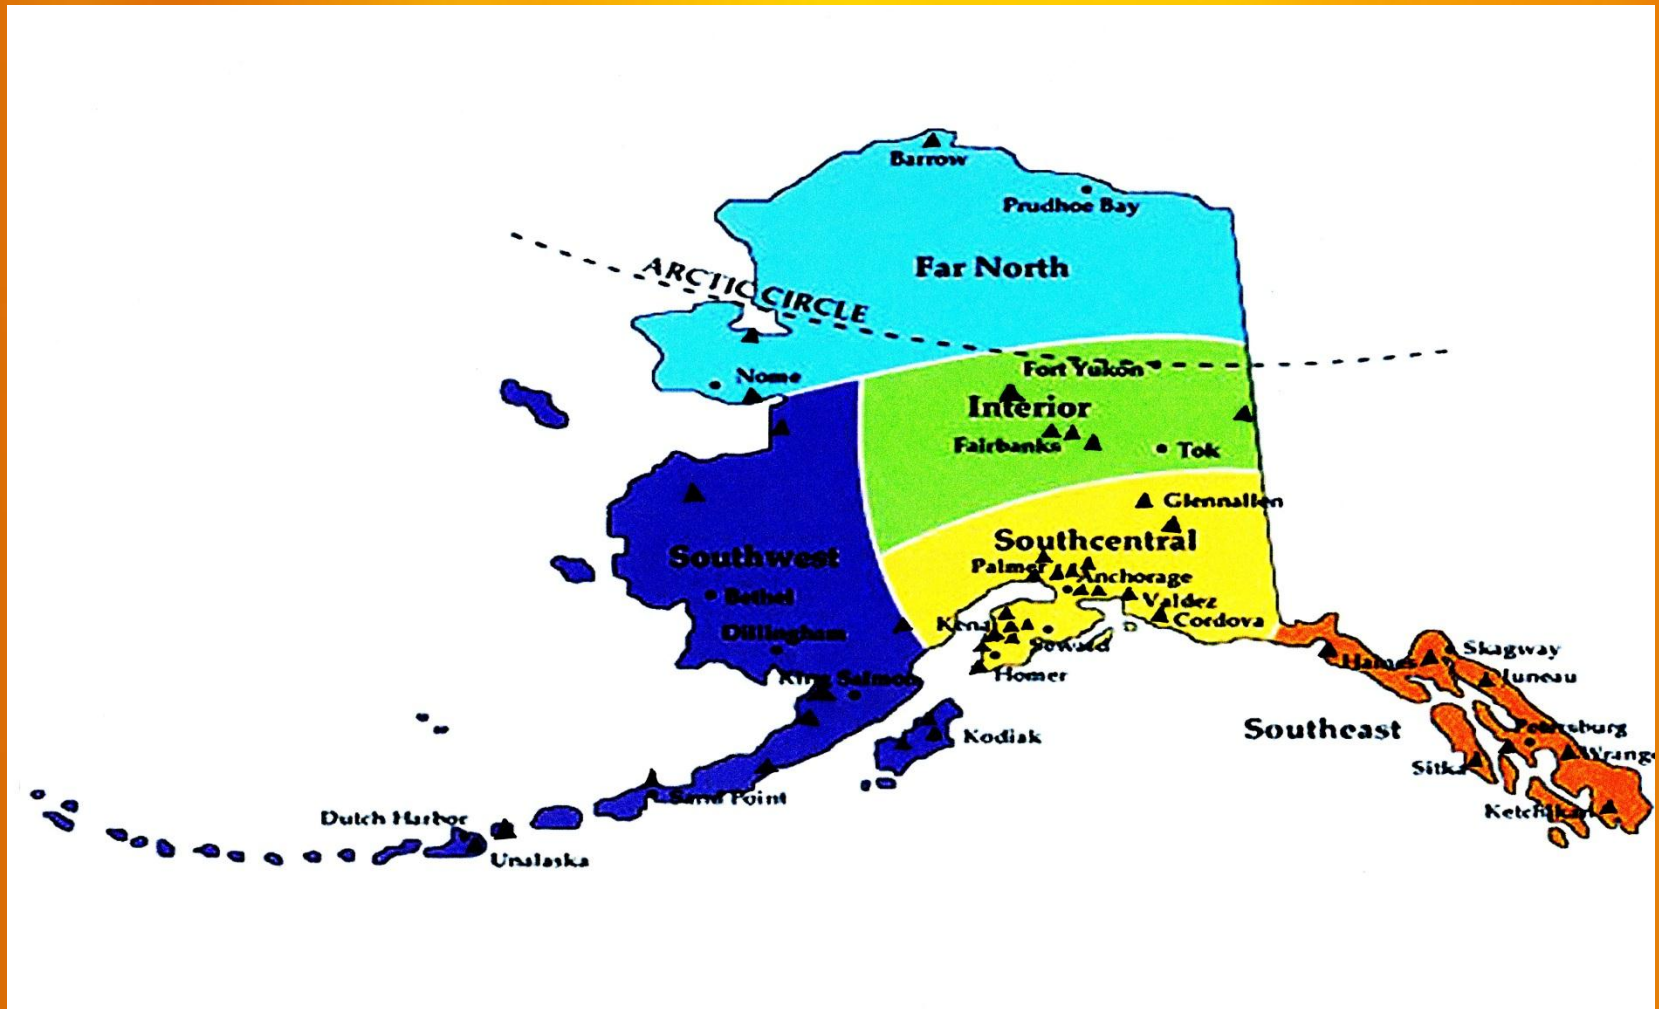 Barrow
Prudhoe Bay
Far North
ARCTIC CIRCLE
Nome
Fort Yukon
Interior
Fairbanks
Tok
Glennallen
Southcentral
Palmer
Anchorage
Valdez
Cordova
Kenai
Seward
Homer
Southwest
Bethel
Dillingham
King Salmon
Kodiak
Sand Point
Dutch Harbor
Unalaska
Skagway
Haines
Juneau
Southeast
Petersburg
Wrang
Sitka
Ketchikan